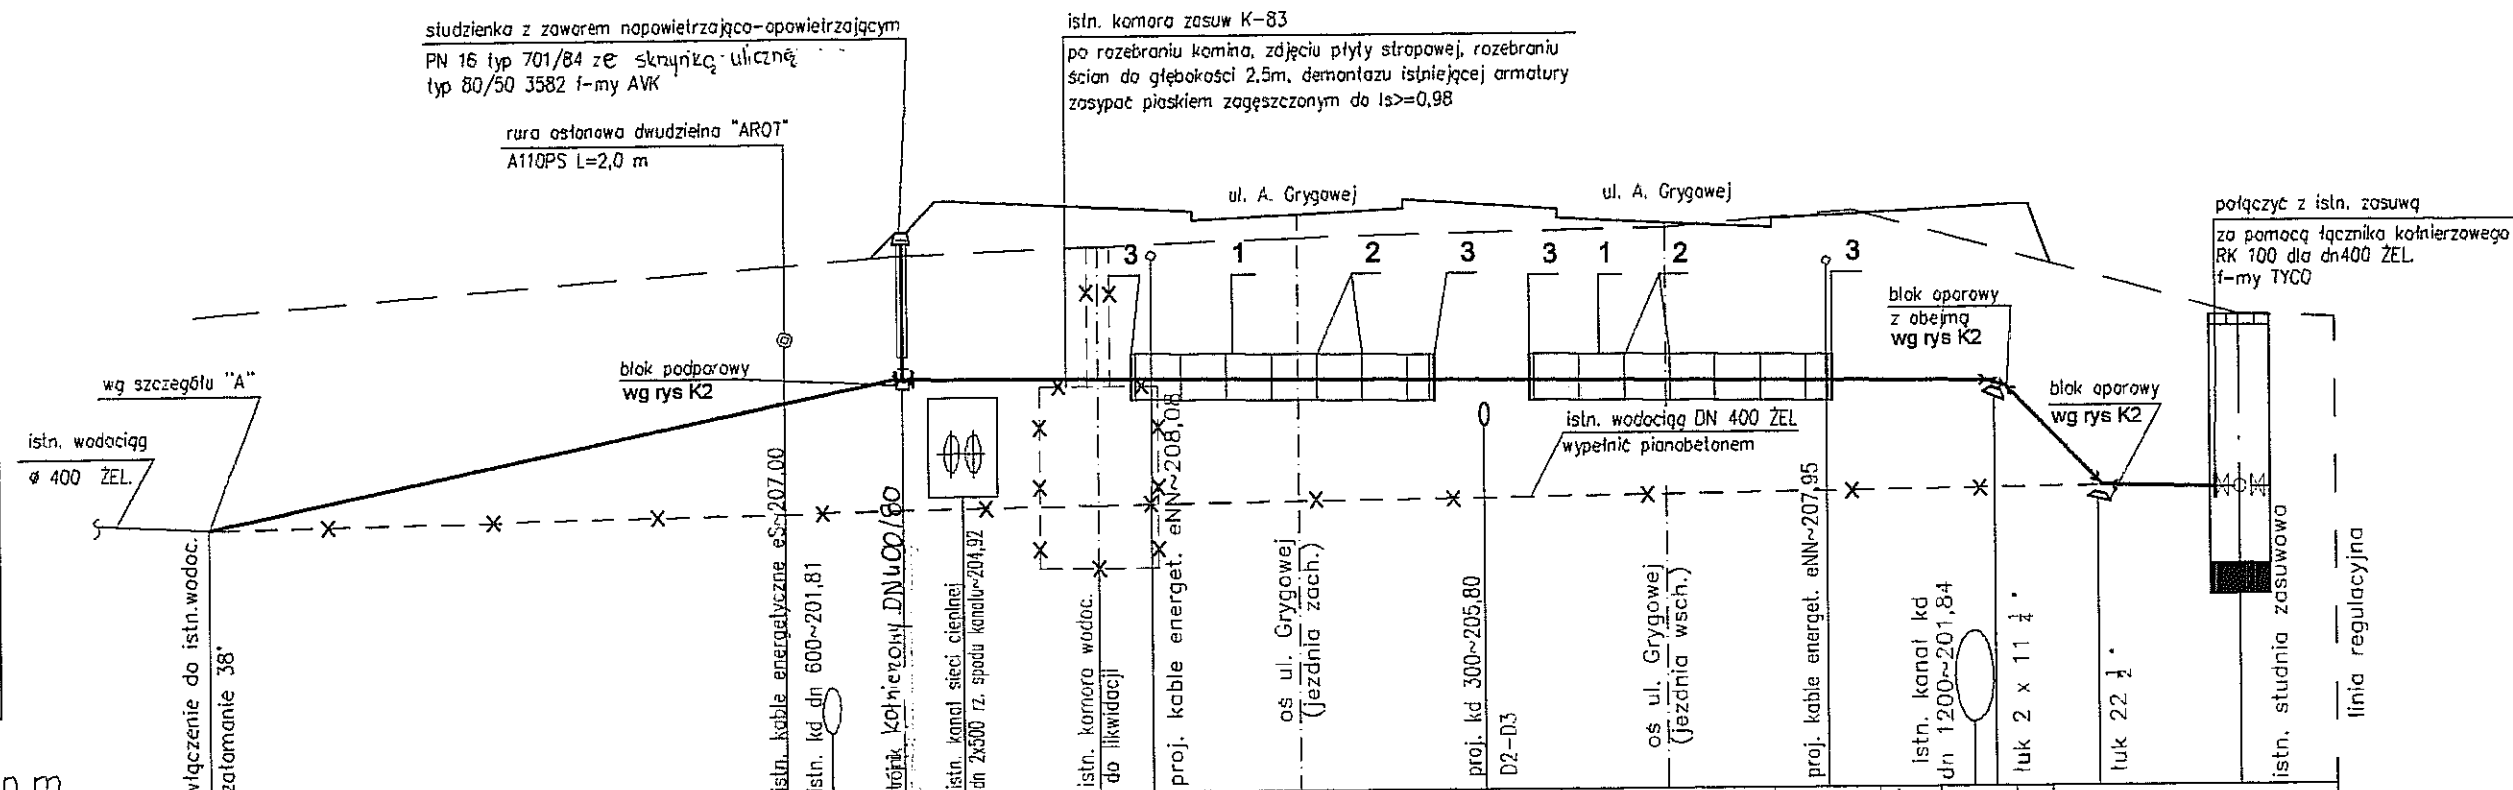 studzienka z zaworem napowietrzająco-opowietrzającym
PN 16 typ 701/84 ze skrzynką uliczną
typ 80/50 3582 f-my AVK
rura osłonowa dwudzielna "AROT"
A110PS L=2,0 m
istn. komora zasuw K-83
po rozebraniu komina, zdjęciu płyty stropowej, rozebraniu
ścian do głębokości 2.5m, demontażu istniejącej armatury
zasypać piaskiem zagęszczonym do Is>=0,98
ul. A. Grygowej
ul. A. Grygowej
połączyć z istn. zasuwą
za pomocą łącznika kołnierzowego
RK 100 dla dn400 ŻEL.
f-my TYCO
3
1
2
3
3
1
2
3
blok oporowy
z obejmą
wg rys K2
blok podporowy
wg rys K2
wg szczegółu "A"
blok oporowy
wg rys K2
istn. wodociąg
ø 400 ŻEL.
istn. wodociąg DN 400 ŻEL
wypełnić pianobetonem
włączenie do istn.wodoc.
załamanie 38°
istn. kable energetyczne eS~207,00
istn. kd dn 600~201,81
trójnik kołnierzowy DN400/80
istn. kanał sieci cieplnej
dn 2x500 rz. spodu kanału~204,92
istn. komora wodoc.
do likwidacji
proj. kable energet. eNN~208,08
oś ul. Grygowej
(jezdnia zach.)
proj. kd 300~205,80
D2-D3
oś ul. Grygowej
(jezdnia wsch.)
proj. kable energet. eNN~207,95
istn. kanał kd
dn 1200~201,84
łuk 2 x 11 1/4 °
łuk 22 1/2 °
istn. studnia zasuwowa
linia regulacyjna